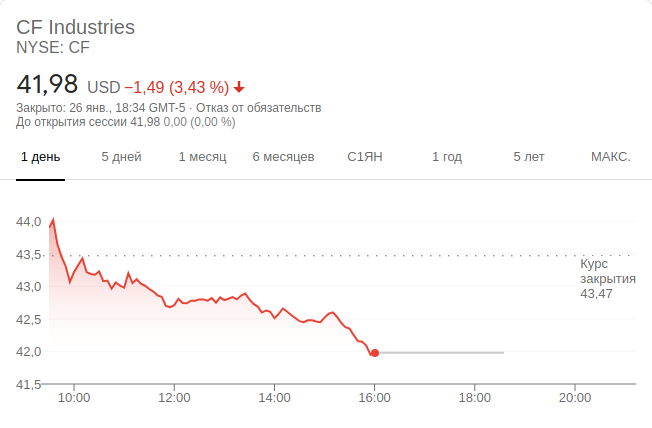 CF Industries
NYSE: CF
41,98 USD −1,49 (3,43 %)
Закрыто: 26 янв., 18:34 GMT-5 · Отказ от обязательств
До открытия сессии 41,98 0,00 (0,00 %)
1 день 5 дней 1 месяц 6 месяцев С1ЯН 1 год 5 лет МАКС.
44,0
43,5
Курс
закрытия
43,47
43,0
42,5
42,0
41,5
10:00 12:00 14:00 16:00 18:00 20:00